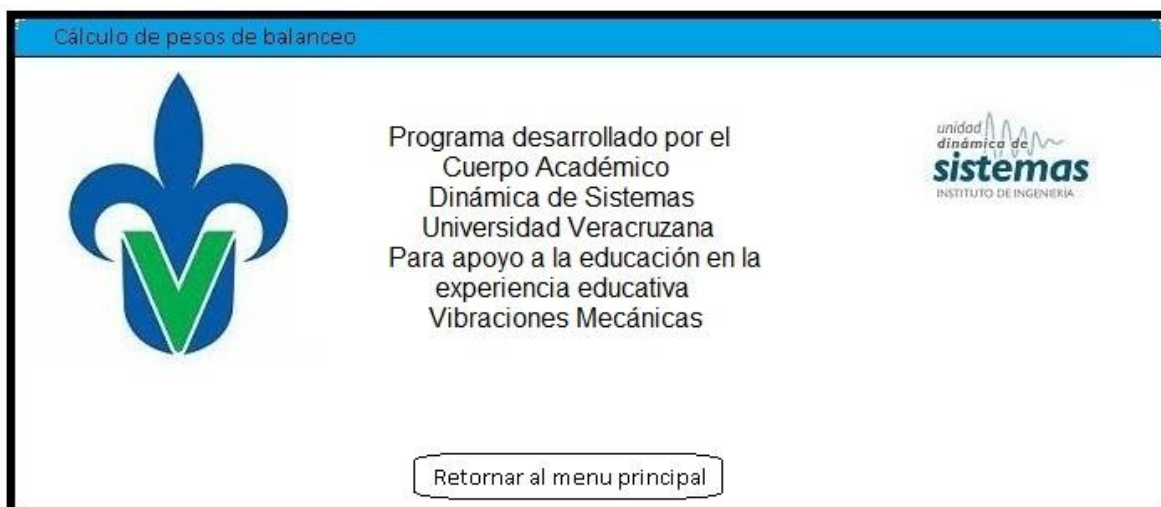 Cálculo de pesos de balanceo
Programa desarrollado por el
Cuerpo Académico
Dinámica de Sistemas
Universidad Veracruzana
Para apoyo a la educación en la
experiencia educativa
Vibraciones Mecánicas
unidad
dinámica de
sistemas
INSTITUTO DE INGENIERÍA
Retornar al menu principal